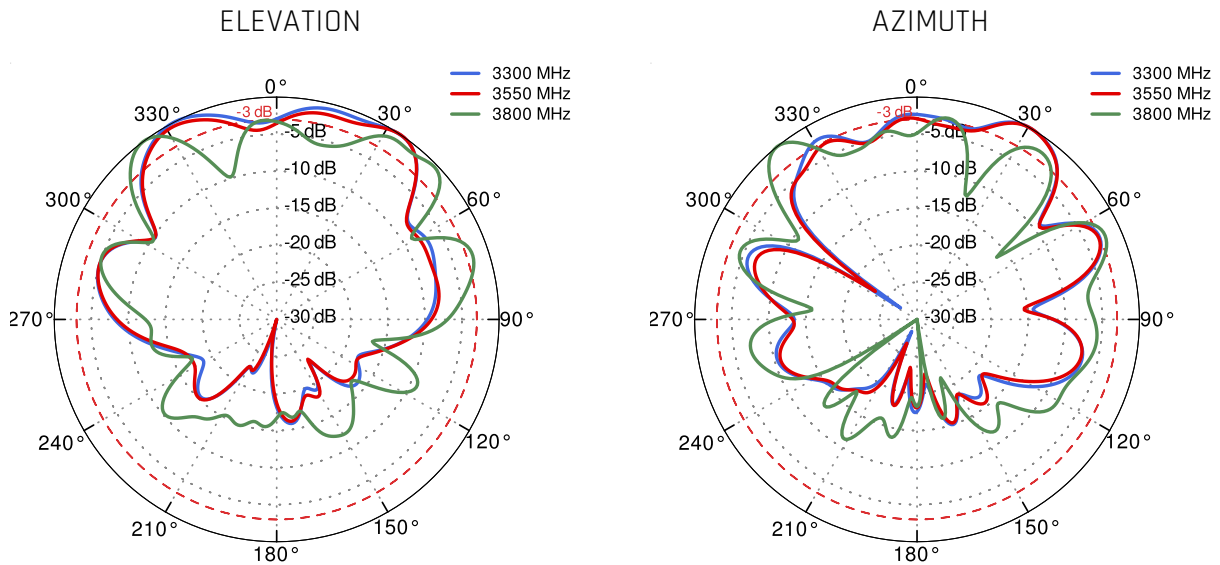 ELEVATION
3300 MHz
3550 MHz
3800 MHz
0°
-3 dB
30°
330°
-5 dB
-10 dB
300°
60°
-15 dB
-20 dB
-25 dB
270°
-30 dB
90°
240°
120°
210°
150°
180°
AZIMUTH
3300 MHz
3550 MHz
3800 MHz
0°
-3 dB
30°
330°
-5 dB
-10 dB
300°
60°
-15 dB
-20 dB
-25 dB
270°
-30 dB
90°
240°
120°
210°
150°
180°